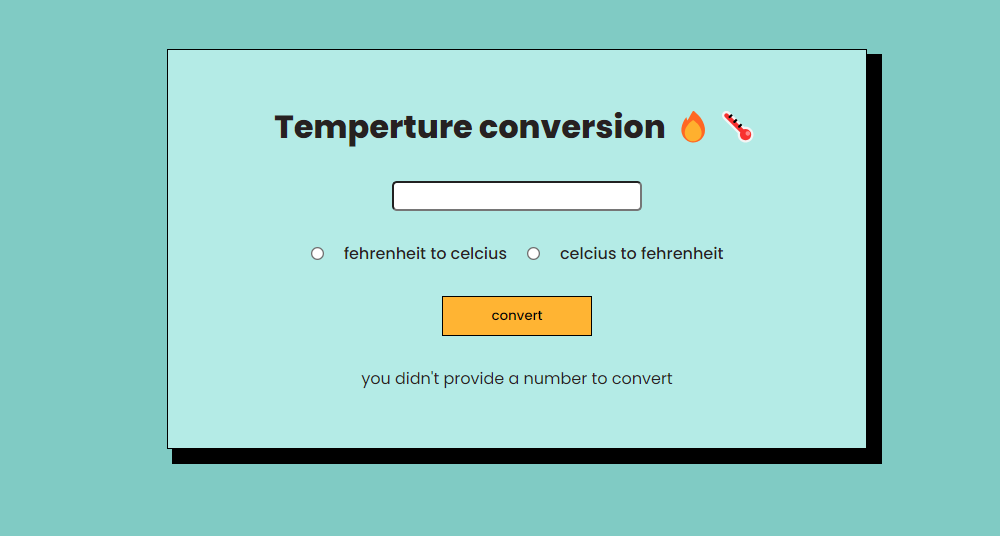 Temperture conversion 🔥 🌡️
fehrenheit to celcius celcius to fehrenheit
convert
you didn't provide a number to convert